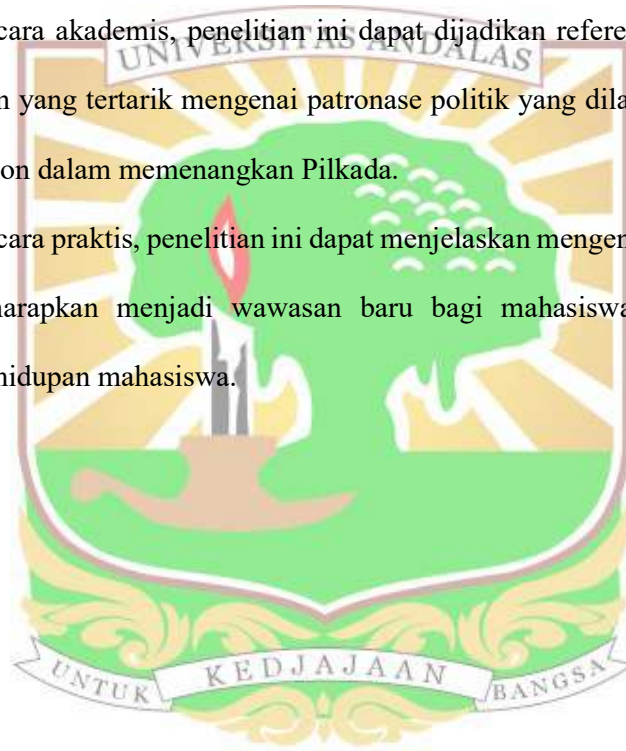 cara akademis, penelitian ini dapat dijadikan refere
UNIVERSITAS ANDALAS
n yang tertarik mengenai patronase politik yang dila
on dalam memenangkan Pilkada.
cara praktis, penelitian ini dapat menjelaskan mengen
harapkan menjadi wawasan baru bagi mahasiswa
hidupan mahasiswa.
UNTUK KEDJAJAAN BANGSA